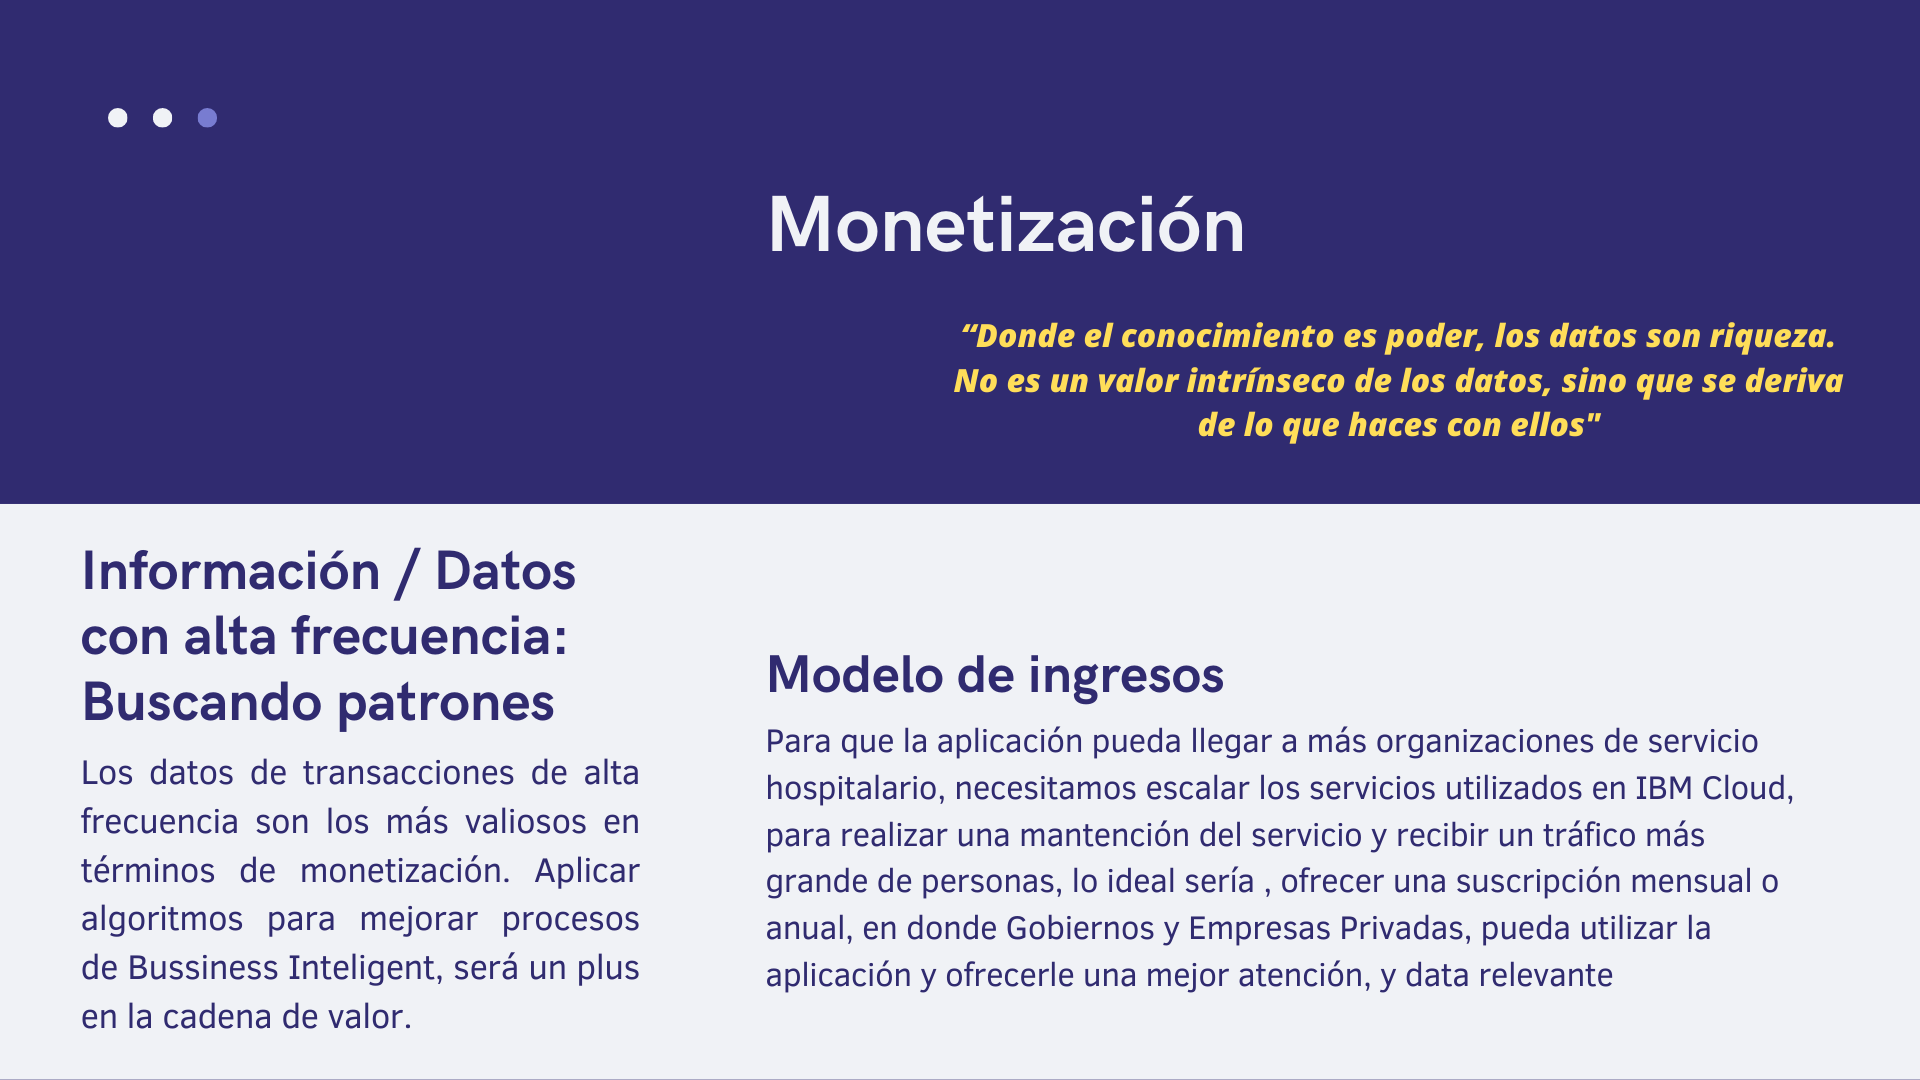 Monetización
“Donde el conocimiento es poder, los datos son riqueza.
No es un valor intrínseco de los datos, sino que se deriva
de lo que haces con ellos"
Información / Datos
con alta frecuencia:
Buscando patrones
Los datos de transacciones de alta
frecuencia son los más valiosos en
términos de monetización. Aplicar
algoritmos para mejorar procesos
de Bussiness Inteligent, será un plus
en la cadena de valor.
Modelo de ingresos
Para que la aplicación pueda llegar a más organizaciones de servicio
hospitalario, necesitamos escalar los servicios utilizados en IBM Cloud,
para realizar una mantención del servicio y recibir un tráfico más
grande de personas, lo ideal sería , ofrecer una suscripción mensual o
anual, en donde Gobiernos y Empresas Privadas, pueda utilizar la
aplicación y ofrecerle una mejor atención, y data relevante